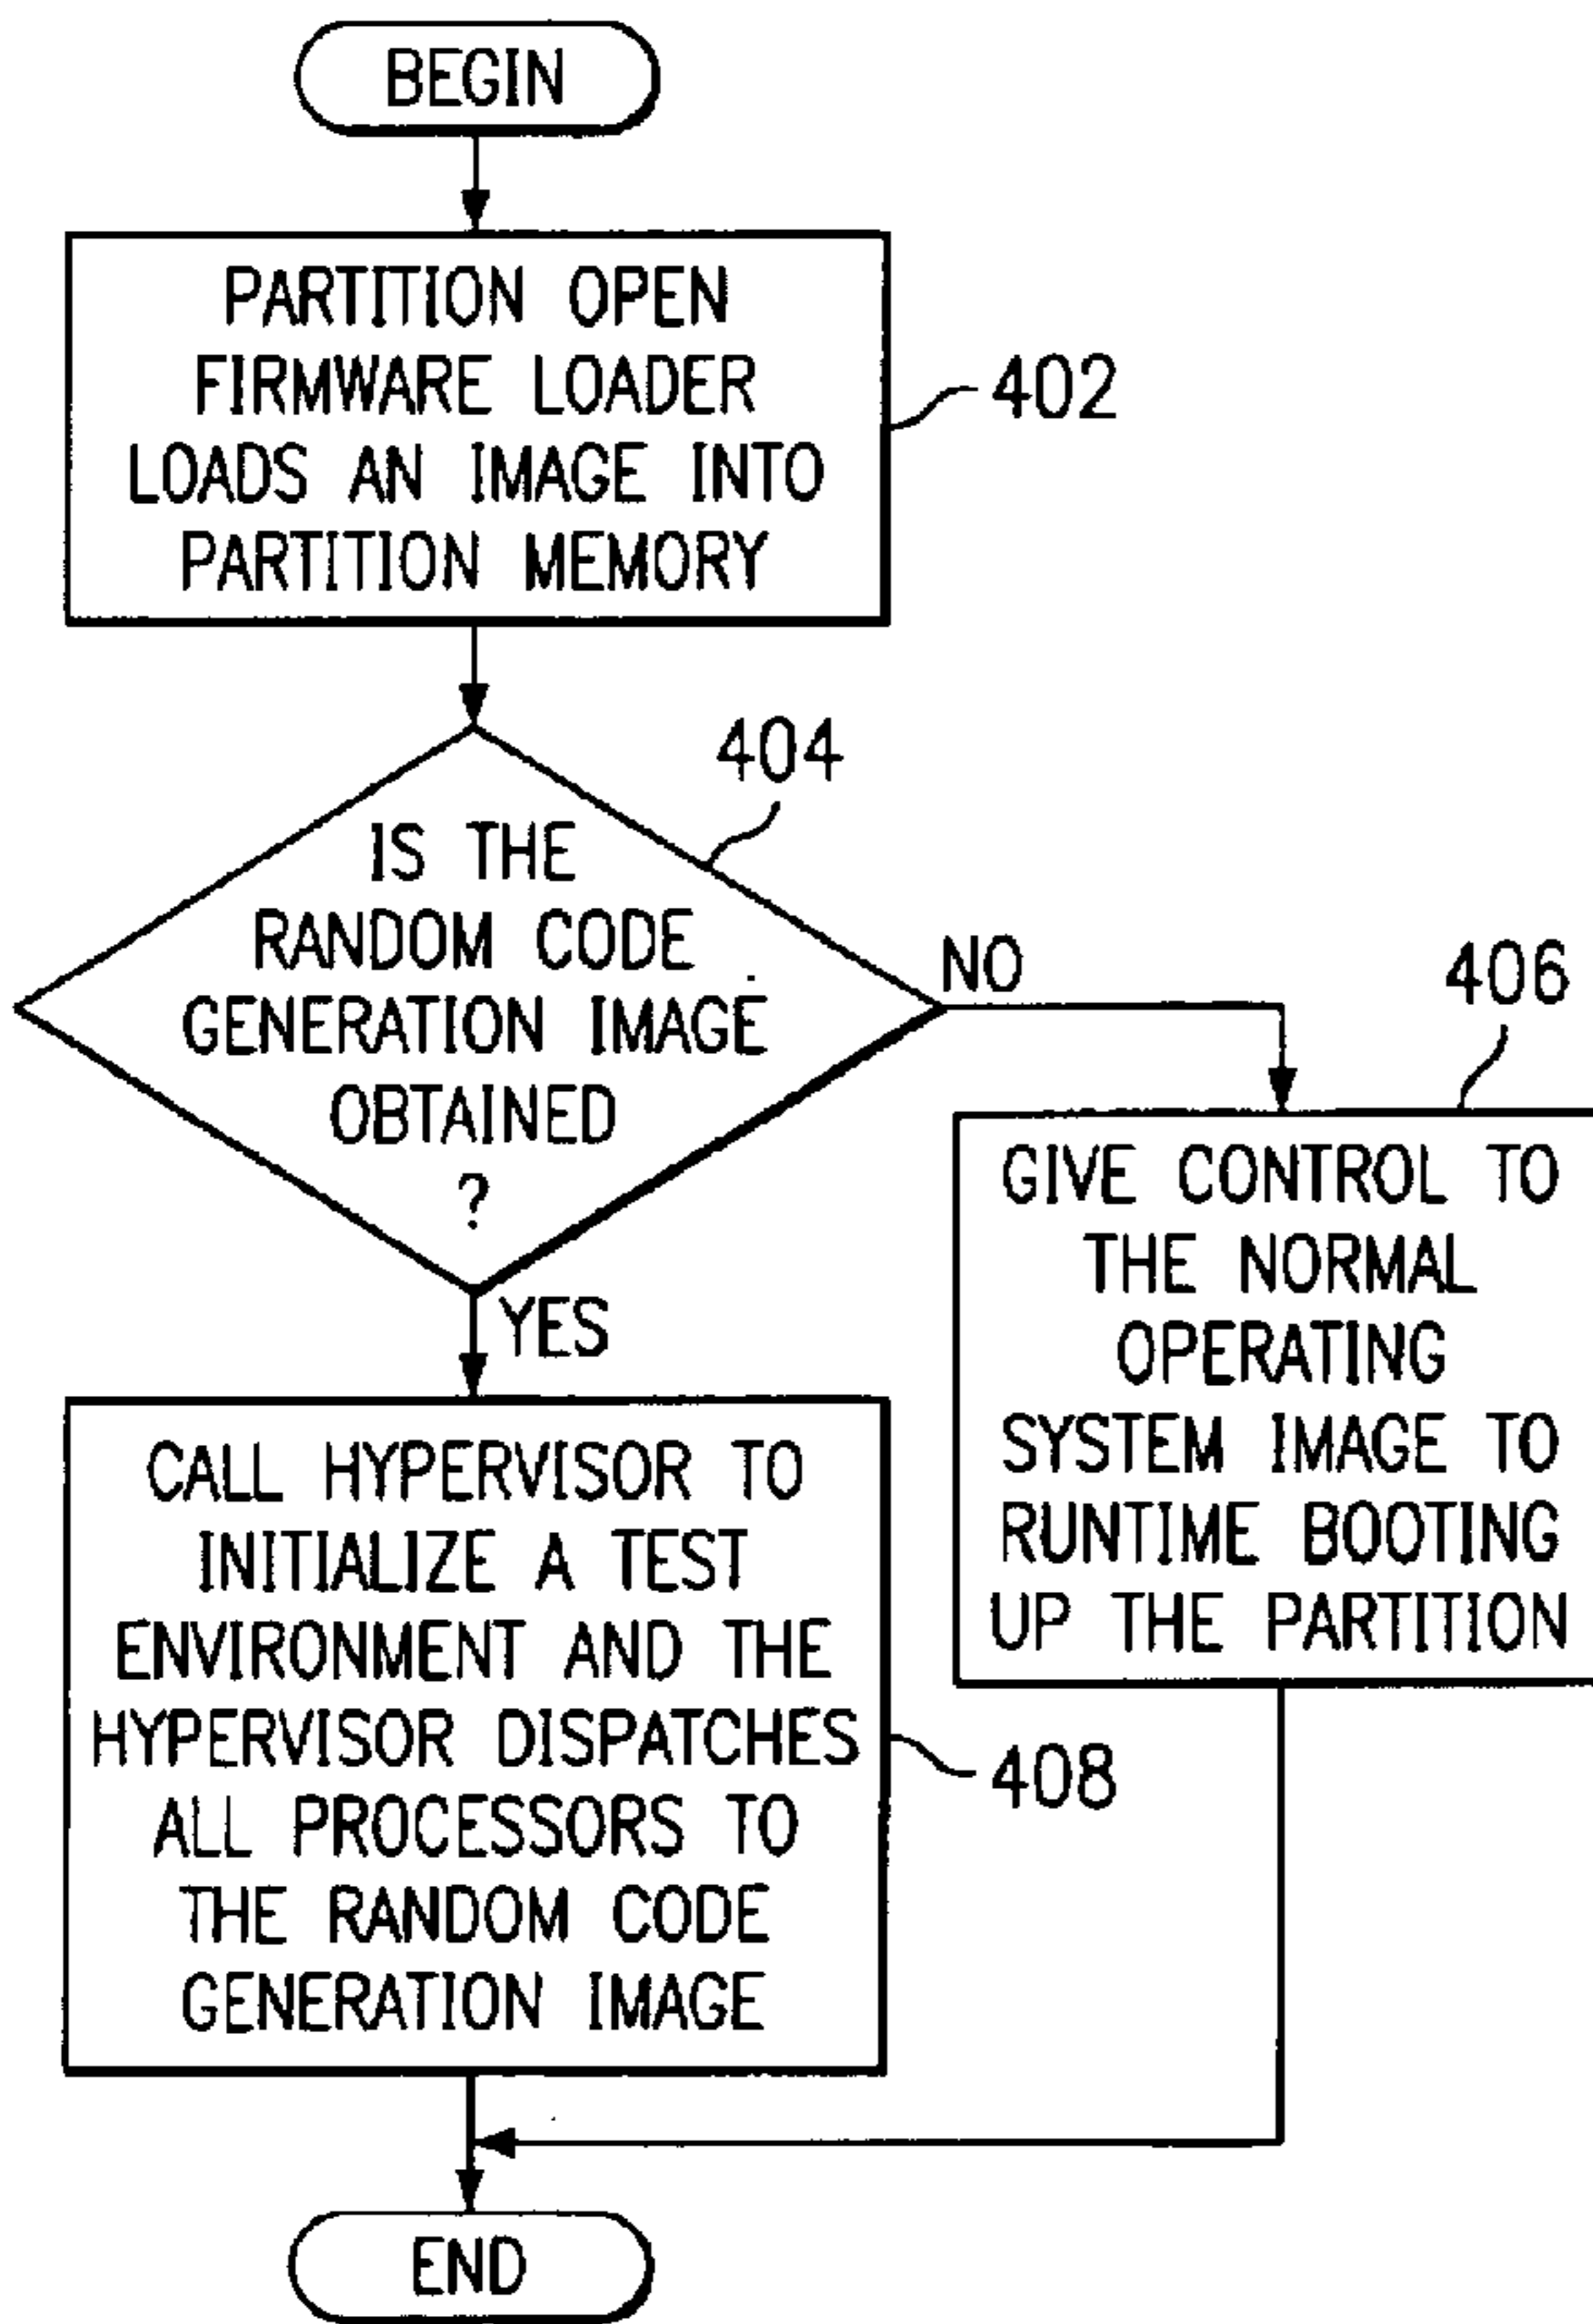 BEGIN
PARTITION OPEN
FIRMWARE LOADER
LOADS AN IMAGE INTO
PARTITION MEMORY
402
404
IS THE
RANDOM CODE
GENERATION IMAGE
OBTAINED
?
NO
YES
406
GIVE CONTROL TO
THE NORMAL
OPERATING
SYSTEM IMAGE TO
RUNTIME BOOTING
UP THE PARTITION
CALL HYPERVISOR TO
INITIALIZE A TEST
ENVIRONMENT AND THE
HYPERVISOR DISPATCHES
ALL PROCESSORS TO
THE RANDOM CODE
GENERATION IMAGE
408
END